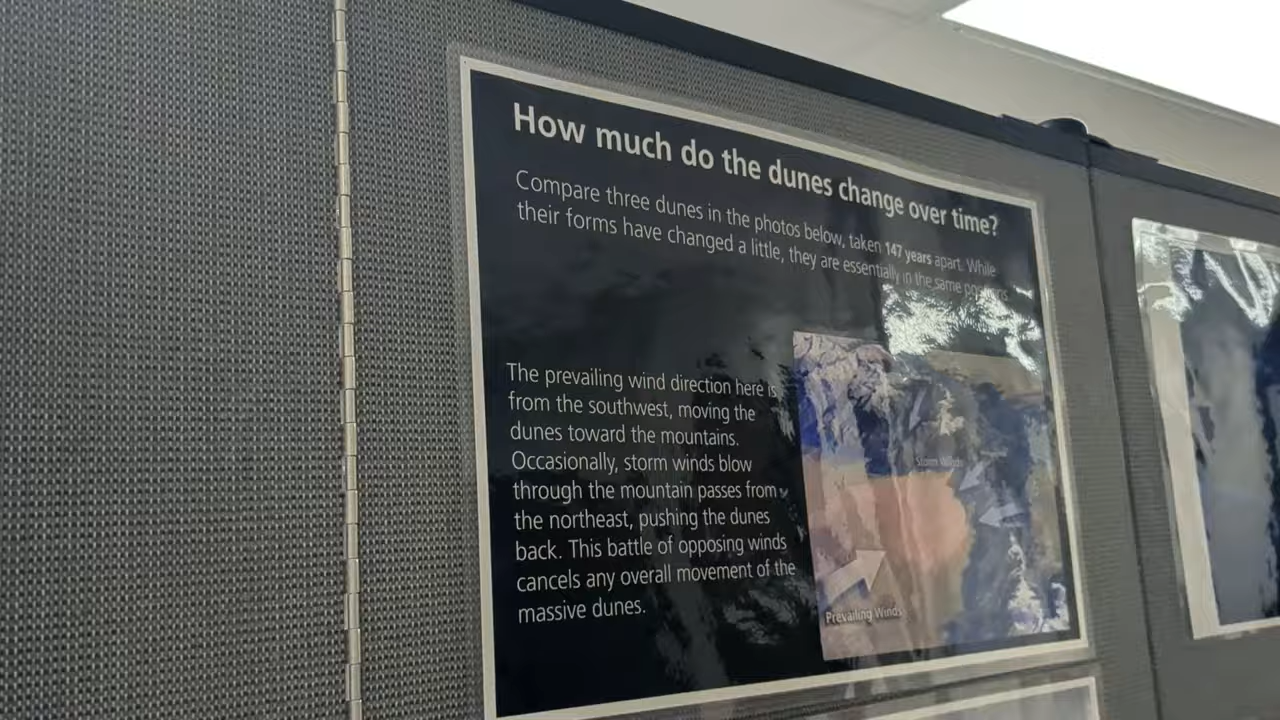 How much do the dunes change over time?
Compare three dunes in the photos below, taken 147 years apart. While
their forms have changed a little, they are essentially in the same positions.
The prevailing wind direction here is
from the southwest, moving the
dunes toward the mountains.
Occasionally, storm winds blow
through the mountain passes from
the northeast, pushing the dunes
back. This battle of opposing winds
cancels any overall movement of the
massive dunes.
Storm Winds
Prevailing Winds